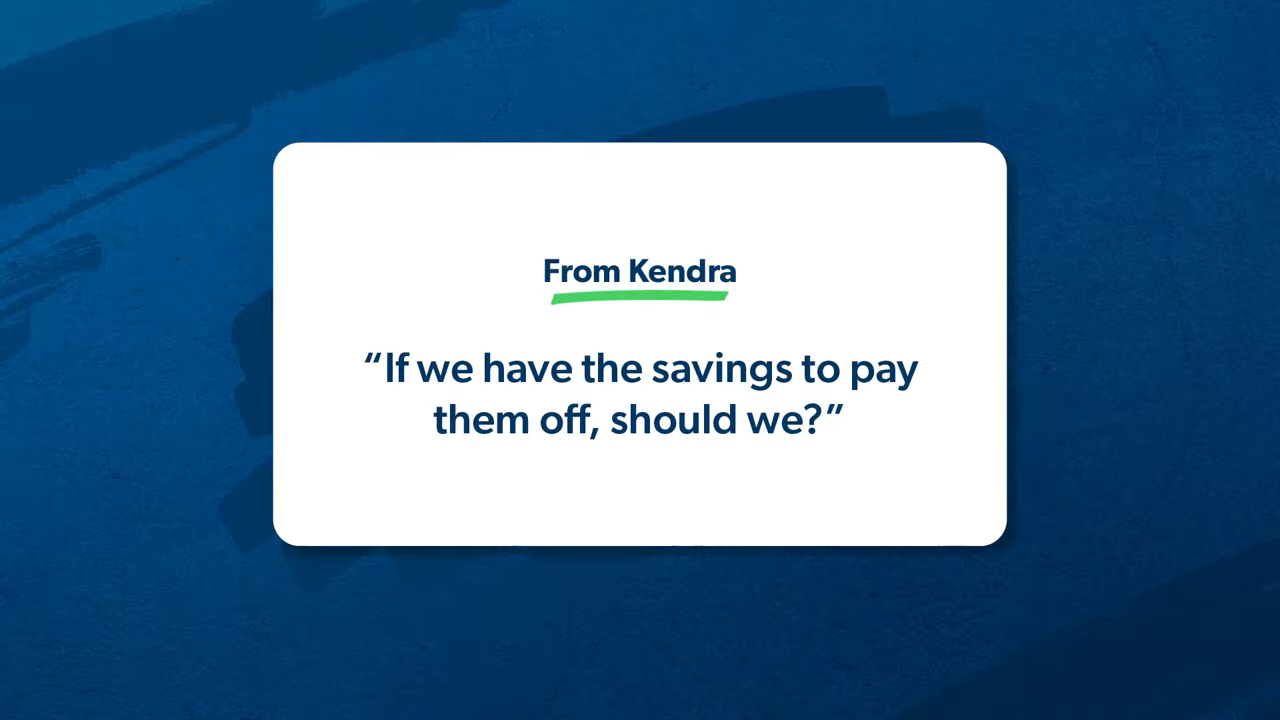 From Kendra
“If we have the savings to pay
them off, should we?”